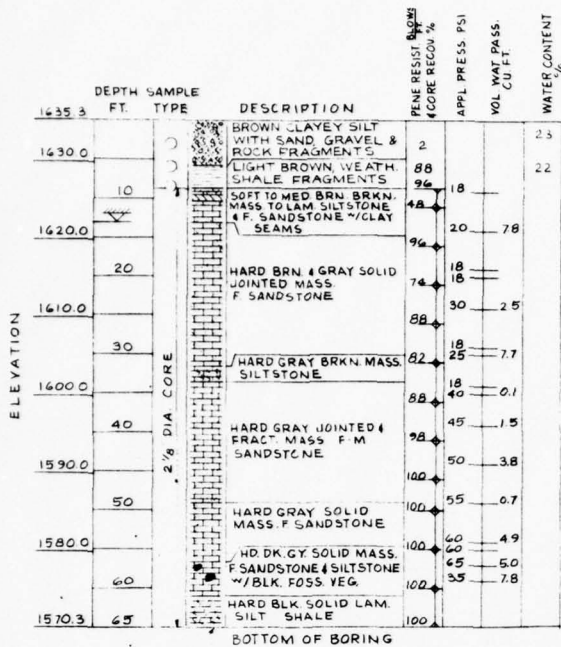 BLOWS
FT.
PENE RESIST.
& CORE RECOV. %
APPL PRESS. PSI
VOL WAT PASS.
CU. FT.
WATER CONTENT
%
DEPTH SAMPLE
FT. TYPE DESCRIPTION
ELEVATION
1635.3
BROWN CLAYEY SILT
WITH SAND, GRAVEL &
ROCK FRAGMENTS
2 23
1630.0
LIGHT BROWN, WEATH.
SHALE FRAGMENTS
88 22
96
10
SOFT TO MED. BRN. BRKN.
MASS TO LAM. SILTSTONE
& F. SANDSTONE W/CLAY
SEAMS
18
48
1620.0
20 7.8
96
20
HARD BRN. & GRAY SOLID
JOINTED MASS.
F. SANDSTONE
18
18
74
1610.0
30 2.5
88
30
HARD GRAY BRKN. MASS.
SILTSTONE
18
82 25 7.7
1600.0
18
88 40 0.1
2 1/8 DIA CORE
40
HARD GRAY JOINTED &
FRACT. MASS F-M
SANDSTONE
45 1.5
98
1590.0
50 3.8
100
50
HARD GRAY SOLID
MASS. F SANDSTONE
55 0.7
100
1580.0
60 4.9
100 60
HD. DK. GY. SOLID MASS.
F SANDSTONE & SILTSTONE
W/BLK. FOSS. VEG.
65 5.0
35 7.8
60
100
HARD BLK. SOLID LAM.
SILT SHALE
1570.3 65 100
BOTTOM OF BORING